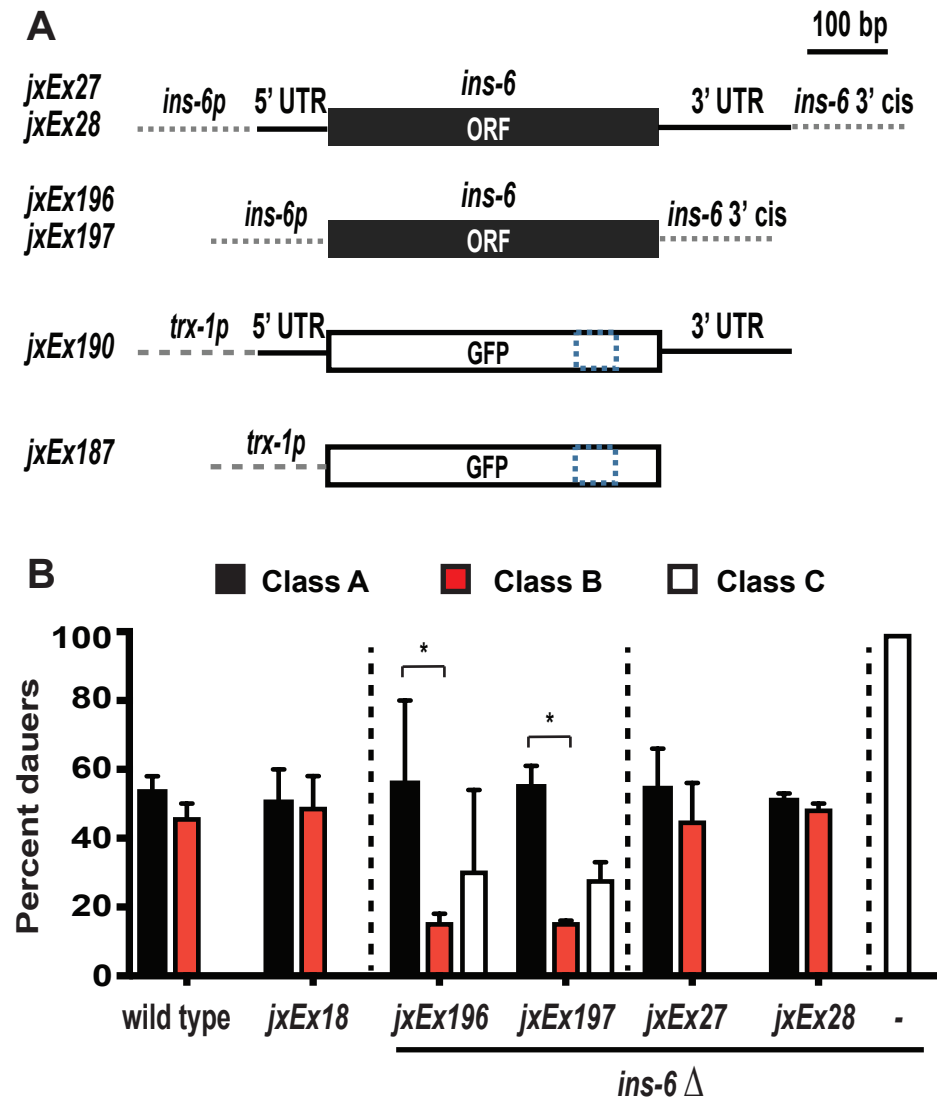 A
100 bp
jxEx27
jxEx28
ins-6p
5' UTR
ins-6
ORF
3' UTR
ins-6 3' cis
jxEx196
jxEx197
ins-6p
ins-6
ORF
ins-6 3' cis
jxEx190
trx-1p
5' UTR
GFP
3' UTR
jxEx187
trx-1p
GFP
B
Class A
Class B
Class C
Percent dauers
100
80
60
40
20
0
*
*
wild type
jxEx18
jxEx196
jxEx197
jxEx27
jxEx28
-
ins-6 Δ